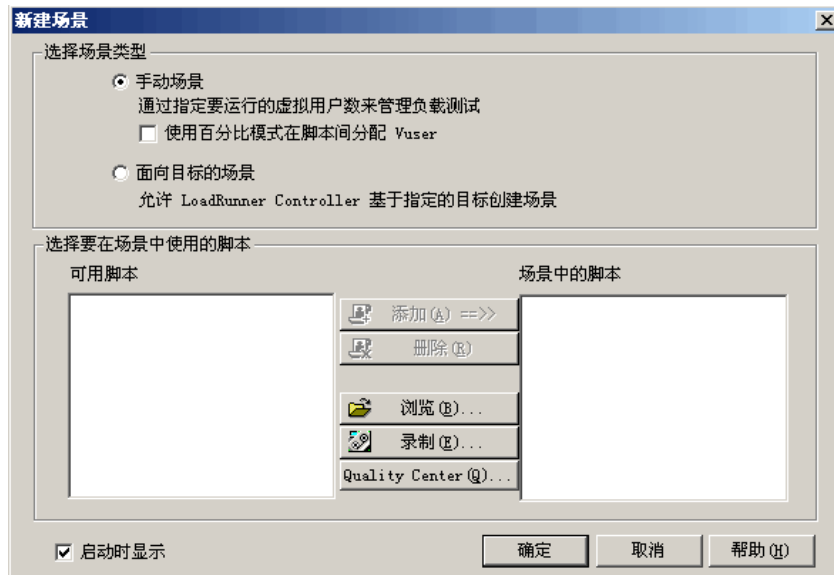 新建场景
选择场景类型
手动场景
通过指定要运行的虚拟用户数来管理负载测试
使用百分比模式在脚本间分配 Vuser
面向目标的场景
允许 LoadRunner Controller 基于指定的目标创建场景
选择要在场景中使用的脚本
可用脚本
场景中的脚本
添加(A) ==>>
删除(R)
浏览(B)...
录制(E)...
Quality Center(Q)...
启动时显示
确定
取消
帮助(H)